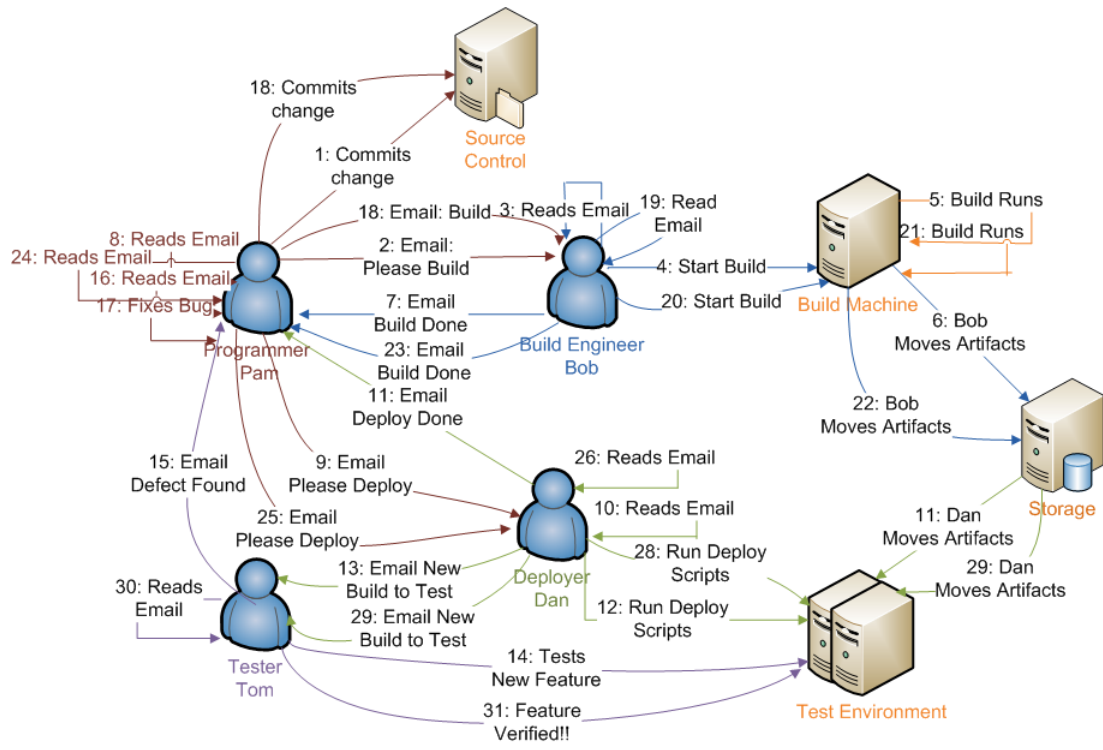 18: Commits
change
Source
Control
1: Commits
change
18: Email: Build
3: Reads Email
19: Read
Email
5: Build Runs
21: Build Runs
8: Reads Email
24: Reads Email
16: Reads Email
17: Fixes Bug
2: Email:
Please Build
4: Start Build
20: Start Build
Build Machine
7: Email
Build Done
Programmer
Pam
23: Email
Build Done
Build Engineer
Bob
6: Bob
Moves Artifacts
11: Email
Deploy Done
22: Bob
Moves Artifacts
15: Email
Defect Found
9: Email
Please Deploy
26: Reads Email
10: Reads Email
Storage
25: Email
Please Deploy
11: Dan
Moves Artifacts
28: Run Deploy
Scripts
13: Email New
Build to Test
Deployer
Dan
29: Dan
Moves Artifacts
30: Reads
Email
29: Email New
Build to Test
12: Run Deploy
Scripts
Tester
Tom
14: Tests
New Feature
Test Environment
31: Feature
Verified!!